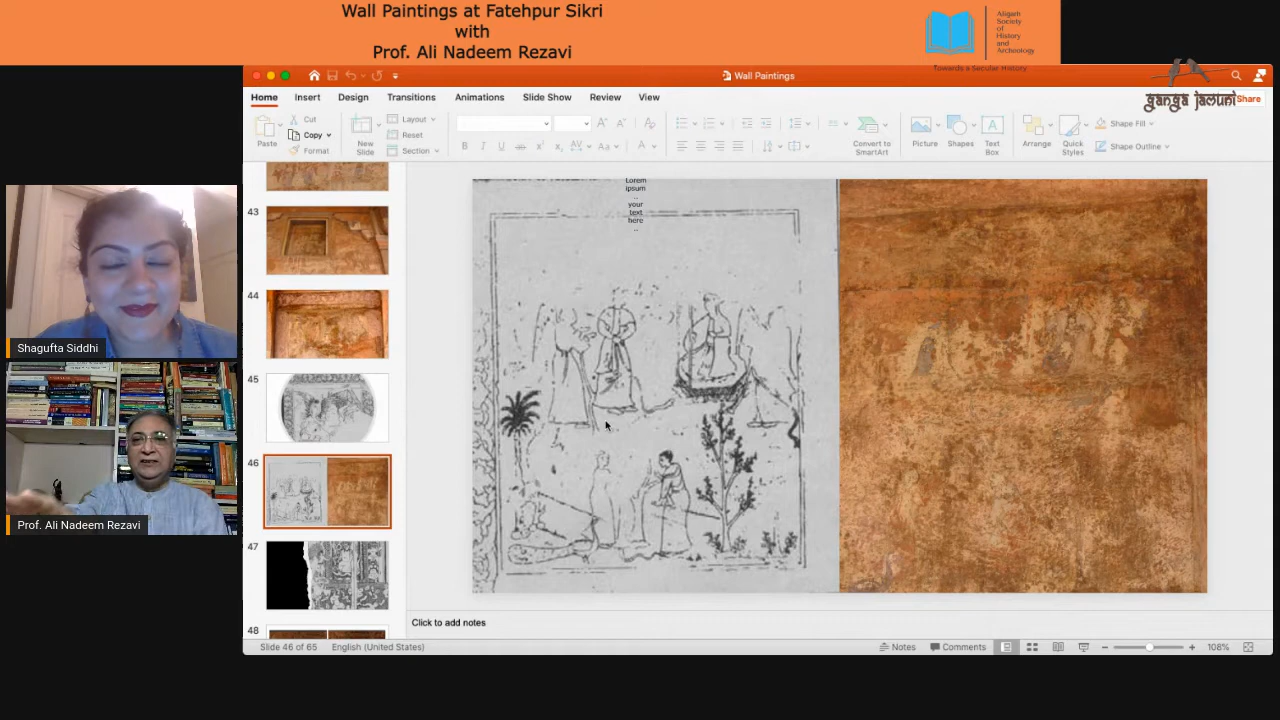 Wall Paintings at Fatehpur Sikri
with
Prof. Ali Nadeem Rezavi
Aligarh
Society
of
History
and
Archeology
Towards a Secular History
Wall Paintings
ganga jamuni
Home Insert Design Transitions Animations Slide Show Review View
Share
Paste
Cut
Copy
Format
New
Slide
Layout
Reset
Section
Convert to
SmartArt
Picture
Shapes
Text
Box
Arrange
Quick
Styles
Shape Fill
Shape Outline
43
44
45
46
47
48
Lorem
ipsum
..
your
text
here
..
Shagufta Siddhi
Prof. Ali Nadeem Rezavi
Click to add notes
Slide 46 of 65 English (United States) Notes Comments 108%